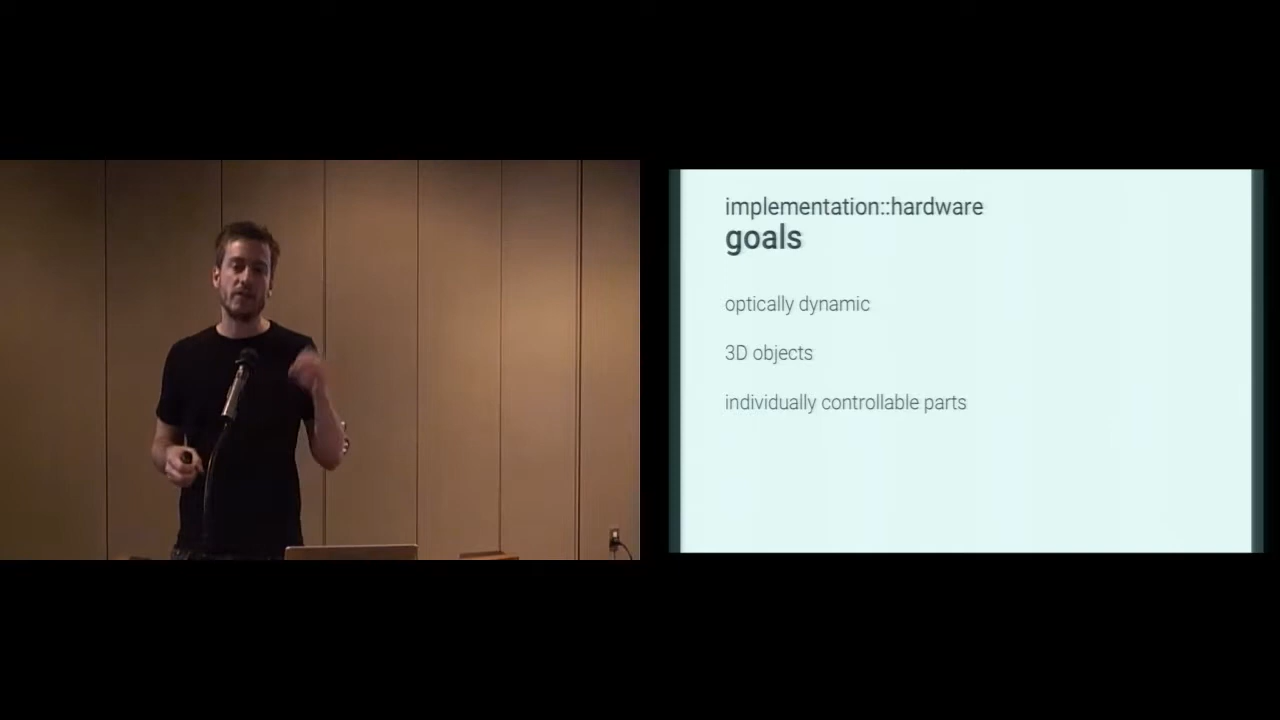 implementation::hardware
goals
optically dynamic
3D objects
individually controllable parts